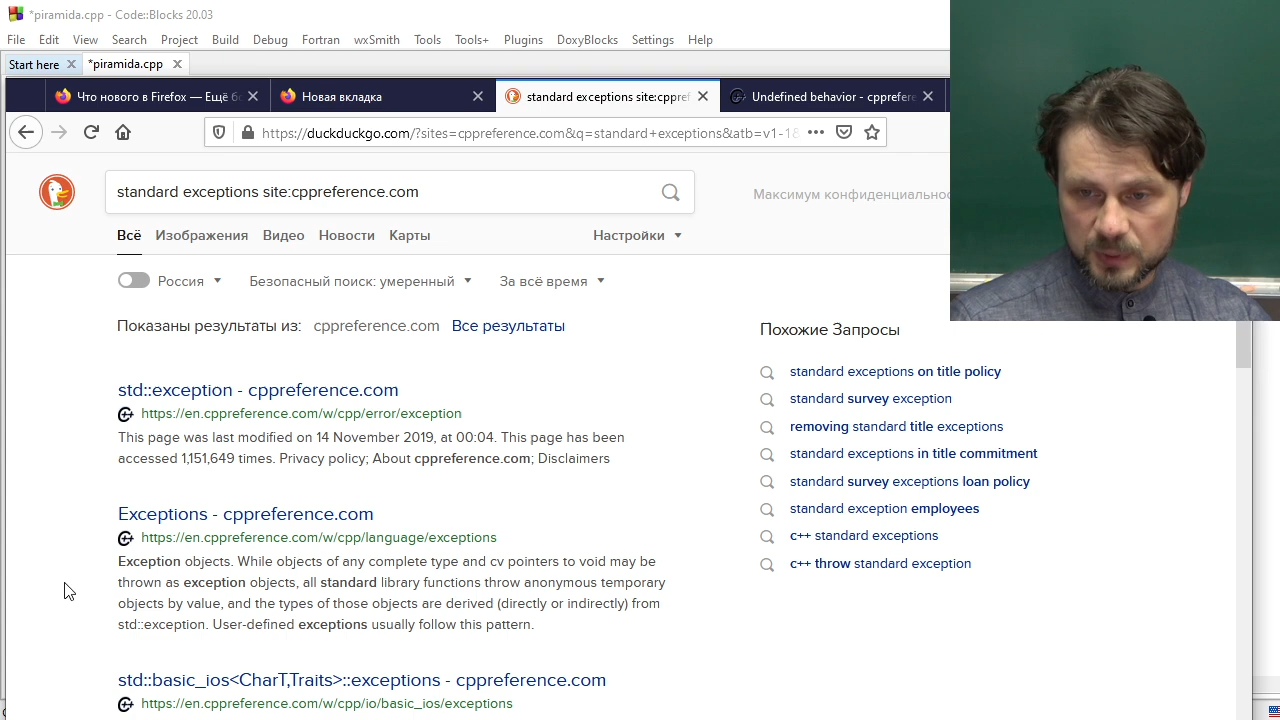 *piramida.cpp - Code::Blocks 20.03
File Edit View Search Project Build Debug Fortran wxSmith Tools Tools+ Plugins DoxyBlocks Settings Help
Start here
*piramida.cpp
Что нового в Firefox — Ещё бо
Новая вкладка
standard exceptions site:cppref
Undefined behavior - cpprefere
https://duckduckgo.com/?sites=cppreference.com&q=standard+exceptions&atb=v1-1&
standard exceptions site:cppreference.com
Максимум конфиденциальнос
Всё Изображения Видео Новости Карты Настройки
Россия Безопасный поиск: умеренный За всё время
Показаны результаты из: cppreference.com Все результаты
std::exception - cppreference.com
https://en.cppreference.com/w/cpp/error/exception
This page was last modified on 14 November 2019, at 00:04. This page has been
accessed 1,151,649 times. Privacy policy; About cppreference.com; Disclaimers
Exceptions - cppreference.com
https://en.cppreference.com/w/cpp/language/exceptions
Exception objects. While objects of any complete type and cv pointers to void may be
thrown as exception objects, all standard library functions throw anonymous temporary
objects by value, and the types of those objects are derived (directly or indirectly) from
std::exception. User-defined exceptions usually follow this pattern.
std::basic_ios<CharT,Traits>::exceptions - cppreference.com
https://en.cppreference.com/w/cpp/io/basic_ios/exceptions
Похожие Запросы
standard exceptions on title policy
standard survey exception
removing standard title exceptions
standard exceptions in title commitment
standard survey exceptions loan policy
standard exception employees
c++ standard exceptions
c++ throw standard exception